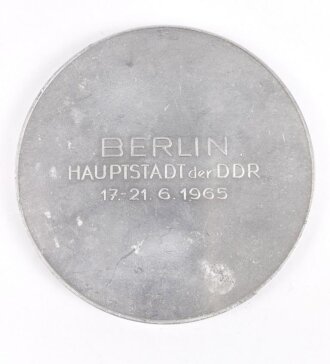 BERLIN
HAUPTSTADT der DDR
17.-21.6.1965